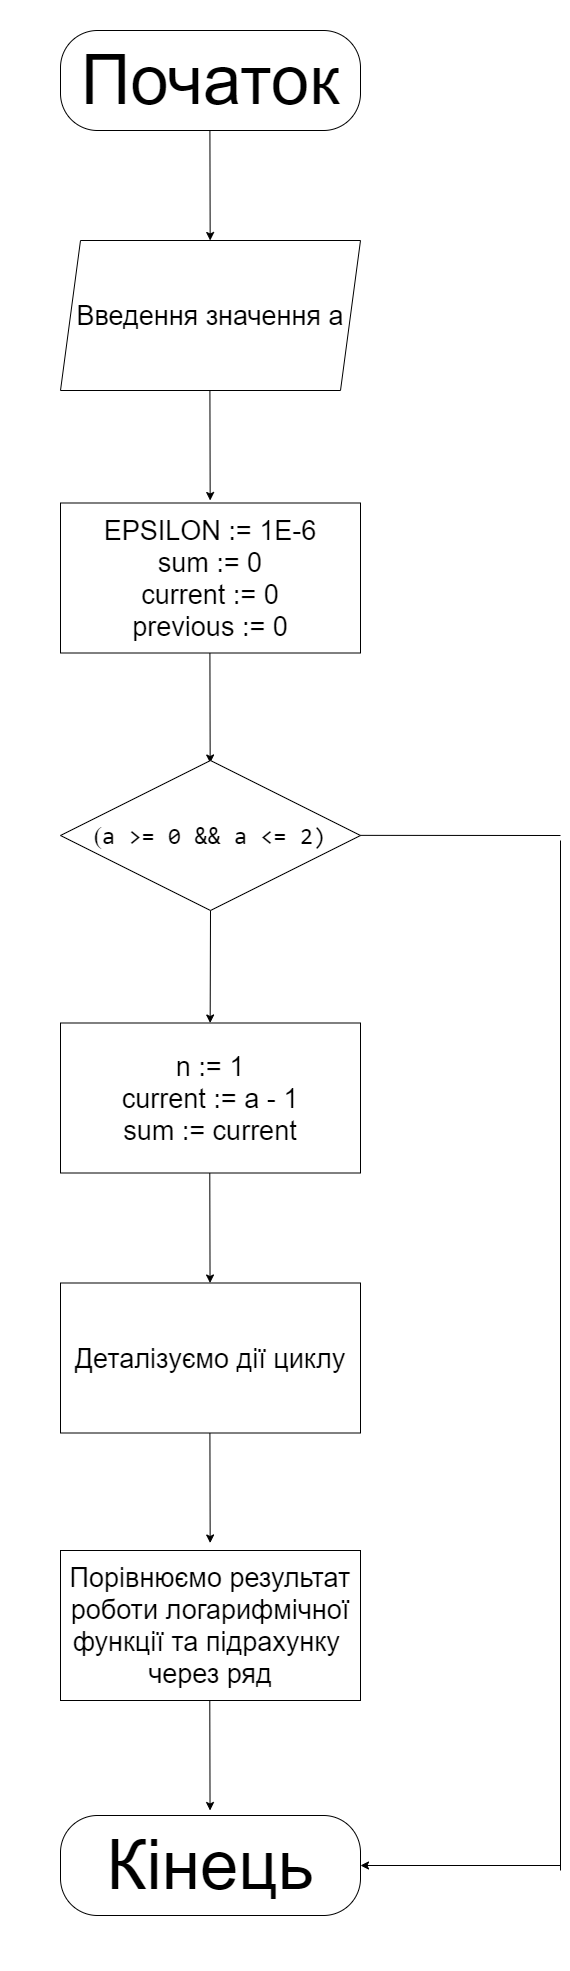 Початок
Введення значення a
EPSILON := 1E-6
sum := 0
current := 0
previous := 0
(a >= 0 && a <= 2)
n := 1
current := a - 1
sum := current
Деталізуємо дії циклу
Порівнюємо результат
роботи логарифмічної
функції та підрахунку
через ряд
Кінець